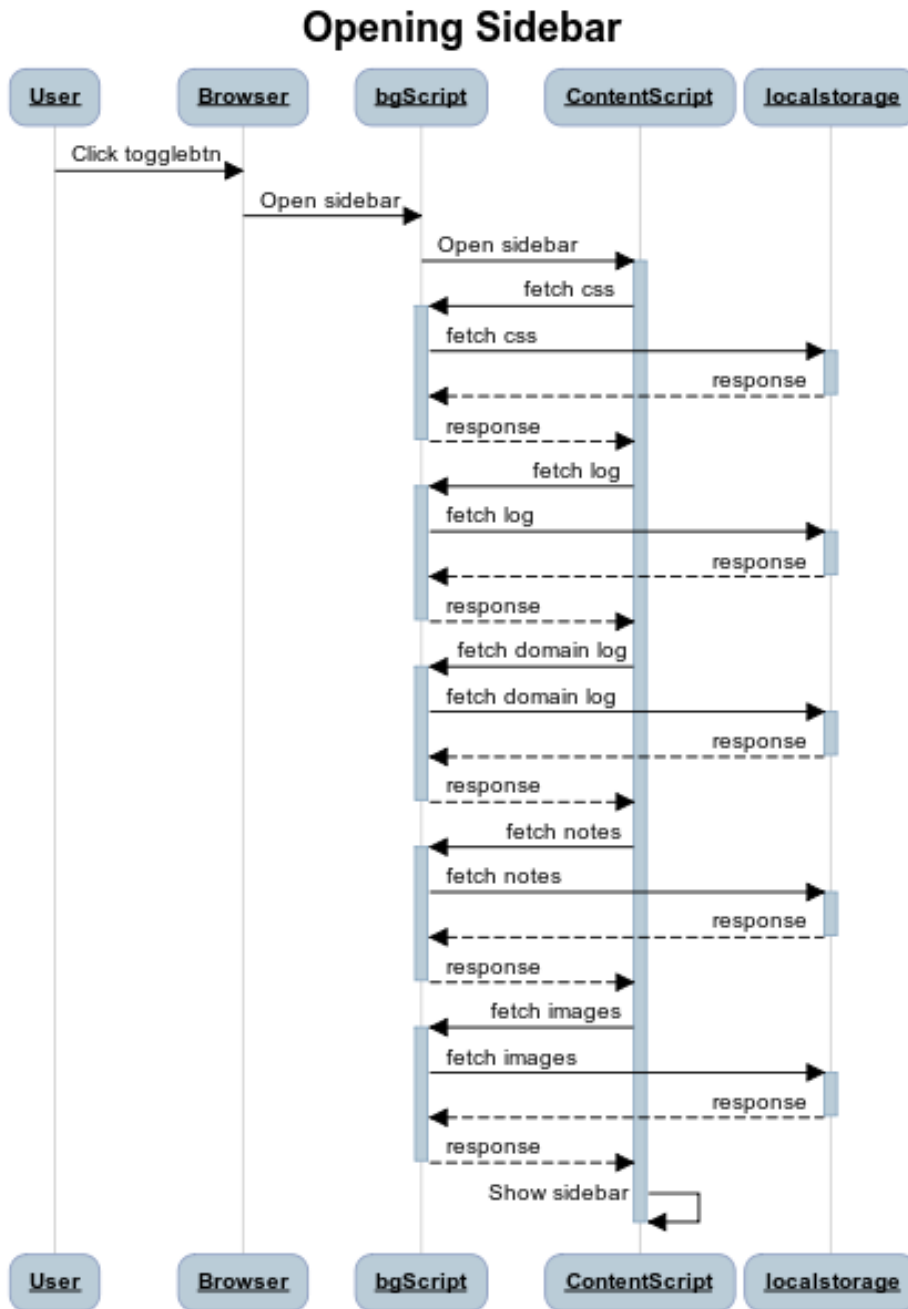 Opening Sidebar
User Browser bgScript ContentScript localstorage
Click togglebtn
Open sidebar
Open sidebar
fetch css
fetch css
response
response
fetch log
fetch log
response
response
fetch domain log
fetch domain log
response
response
fetch notes
fetch notes
response
response
fetch images
fetch images
response
response
Show sidebar
User Browser bgScript ContentScript localstorage